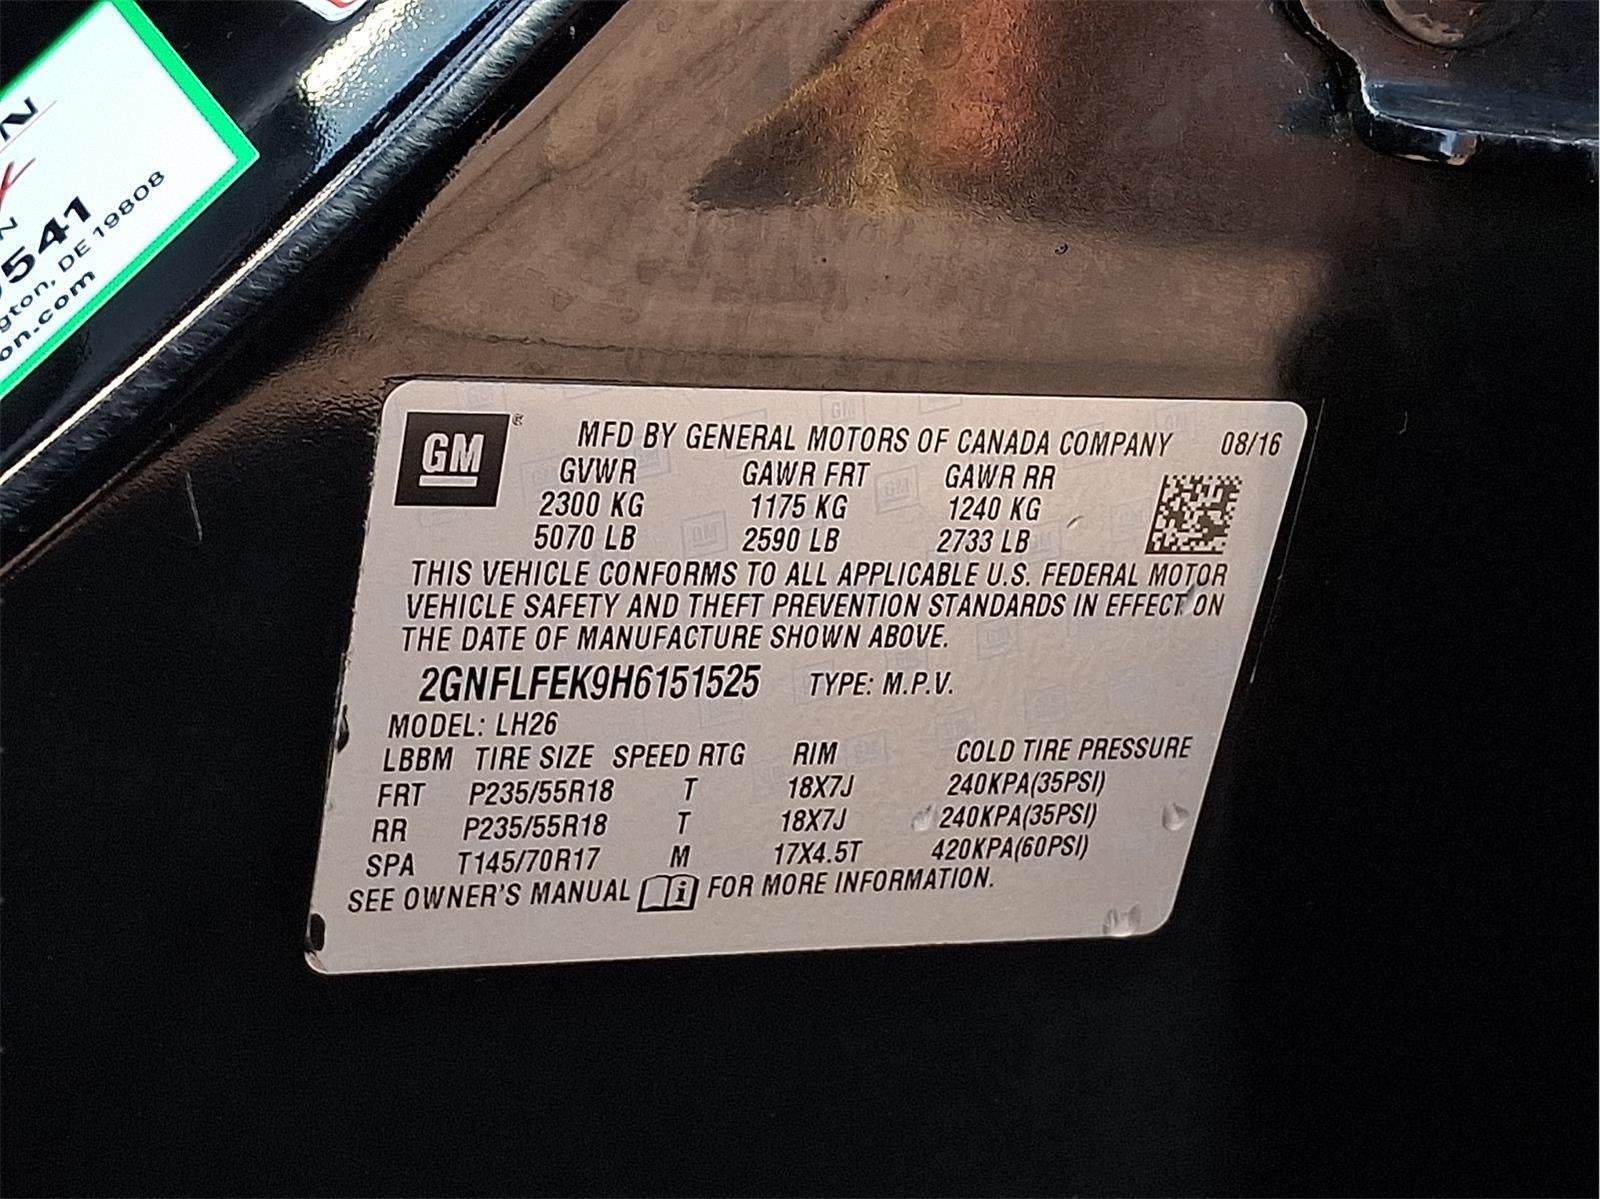 N
N
541
gton, DE 19808
on.com
GM ®
MFD BY GENERAL MOTORS OF CANADA COMPANY 08/16
GVWR GAWR FRT GAWR RR
2300 KG 1175 KG 1240 KG
5070 LB 2590 LB 2733 LB
THIS VEHICLE CONFORMS TO ALL APPLICABLE U.S. FEDERAL MOTOR
VEHICLE SAFETY AND THEFT PREVENTION STANDARDS IN EFFECT ON
THE DATE OF MANUFACTURE SHOWN ABOVE.
2GNFLFEK9H6151525 TYPE: M.P.V.
MODEL: LH26
LBBM TIRE SIZE SPEED RTG RIM COLD TIRE PRESSURE
FRT P235/55R18 T 18X7J 240KPA(35PSI)
RR P235/55R18 T 18X7J 240KPA(35PSI)
SPA T145/70R17 M 17X4.5T 420KPA(60PSI)
SEE OWNER'S MANUAL i FOR MORE INFORMATION.